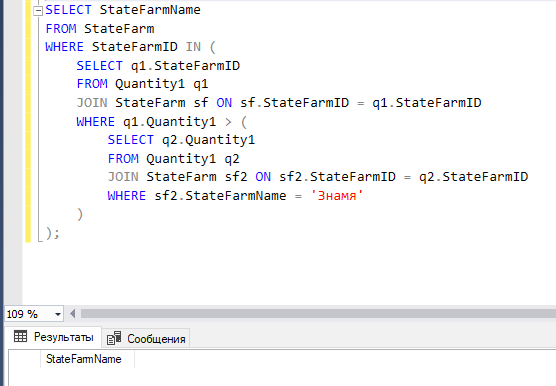 SELECT StateFarmName
FROM StateFarm
WHERE StateFarmID IN (
SELECT q1.StateFarmID
FROM Quantity1 q1
JOIN StateFarm sf ON sf.StateFarmID = q1.StateFarmID
WHERE q1.Quantity1 > (
SELECT q2.Quantity1
FROM Quantity1 q2
JOIN StateFarm sf2 ON sf2.StateFarmID = q2.StateFarmID
WHERE sf2.StateFarmName = 'Знамя'
)
);
109 %
Результаты Сообщения
StateFarmName